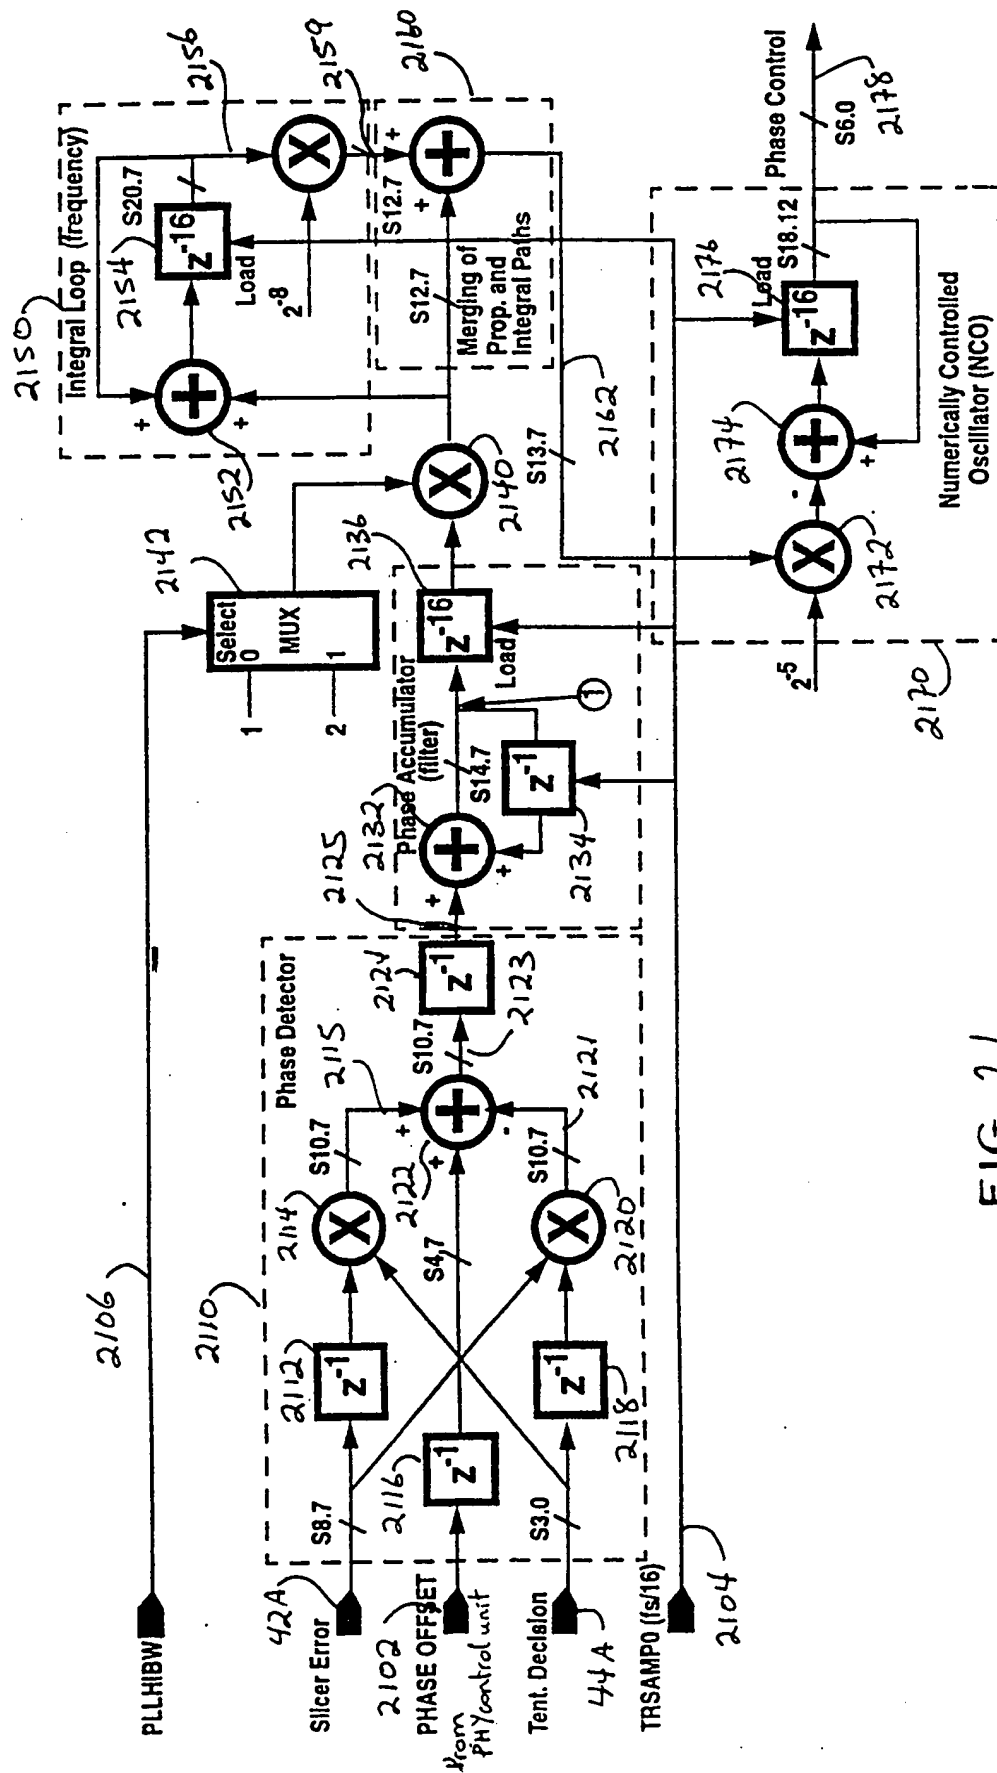 2106
PLLHIBW
2142
Select
0
MUX
1
1
2
2150
Integral Loop (frequency)
2152
+
+
2154
z-16
Load
S20.7
2156
2-8
X
2159
2160
S12.7
+
+
S12.7
Merging of
Prop. and
Integral Paths
2162
S13.7
X
2140
2110
Phase Detector
42A
Slicer Error
S8.7
2112
z-1
2114
X
S10.7
2115
2102
PHASE OFFSET
from
PHY control unit
2116
z-1
S4,7
2122
+
+
-
S10.7
2123
2124
z-1
2125
Tent. Decision
44A
S3.0
z-1
2118
X
2120
S10.7
2121
Phase Accumulator
(filter)
2132
+
+
S14.7
z-1
2134
1
2136
z-16
Load
TRSAMP0 (fs/16)
2104
2170
2-5
X
2172
-
2174
+
2176
Load
z-16
S18.12
Numerically Controlled
Oscillator (NCO)
Phase Control
S6.0
2178
FIG. 21